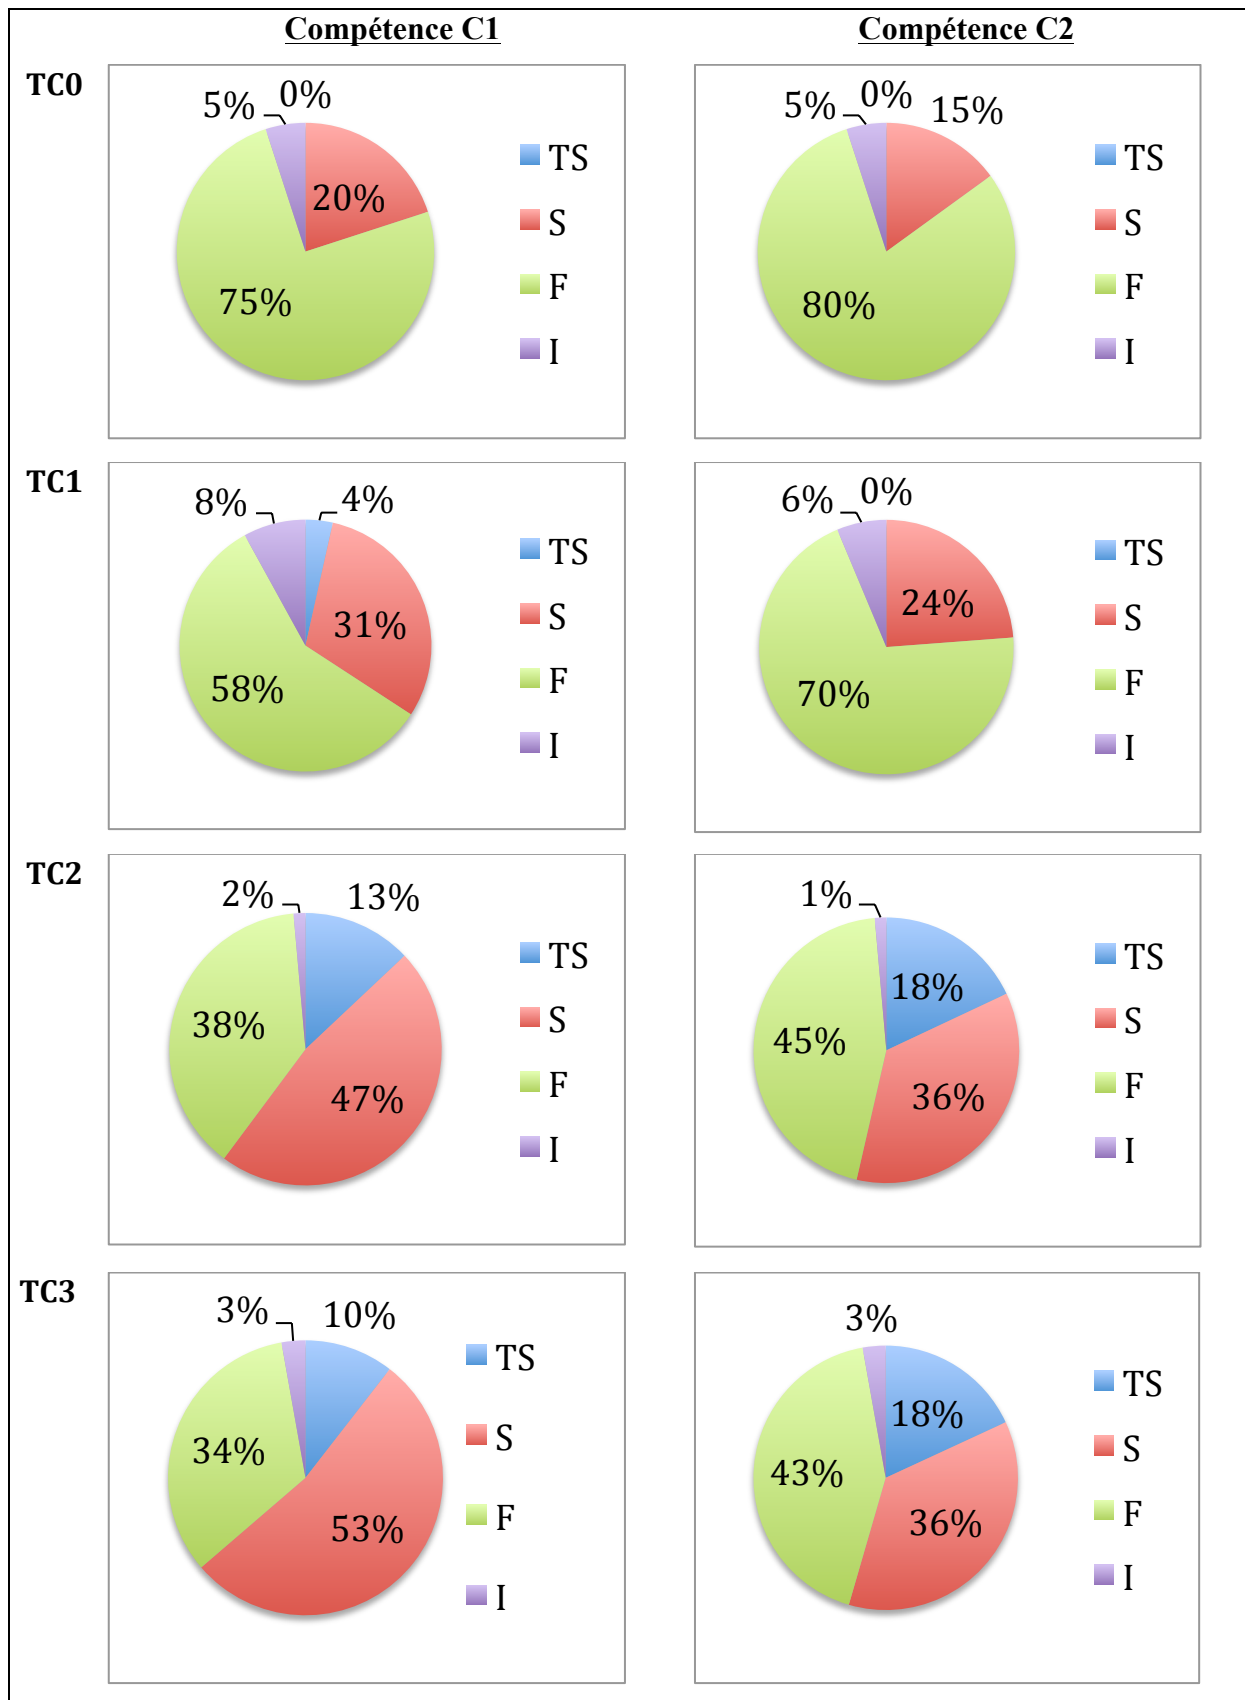 Compétence C1
Compétence C2
TC0
5%
0%
20%
75%
TS
S
F
I
5%
0%
15%
80%
TS
S
F
I
TC1
8%
4%
31%
58%
TS
S
F
I
6%
0%
24%
70%
TS
S
F
I
TC2
2%
13%
38%
47%
TS
S
F
I
1%
18%
45%
36%
TS
S
F
I
TC3
3%
10%
34%
53%
TS
S
F
I
3%
18%
43%
36%
TS
S
F
I